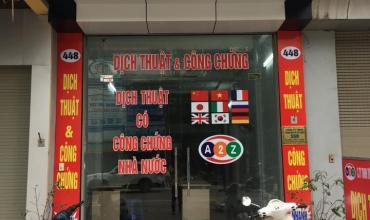 448
DỊCH
THUẬT
&
CÔNG
CHỨNG
DỊCH THUẬT & CÔNG CHỨNG
DỊCH THUẬT
CÓ
CÔNG CHỨNG
NHÀ NƯỚC
A2Z
448
DỊCH
THUẬT
&
CÔNG
CHỨNG